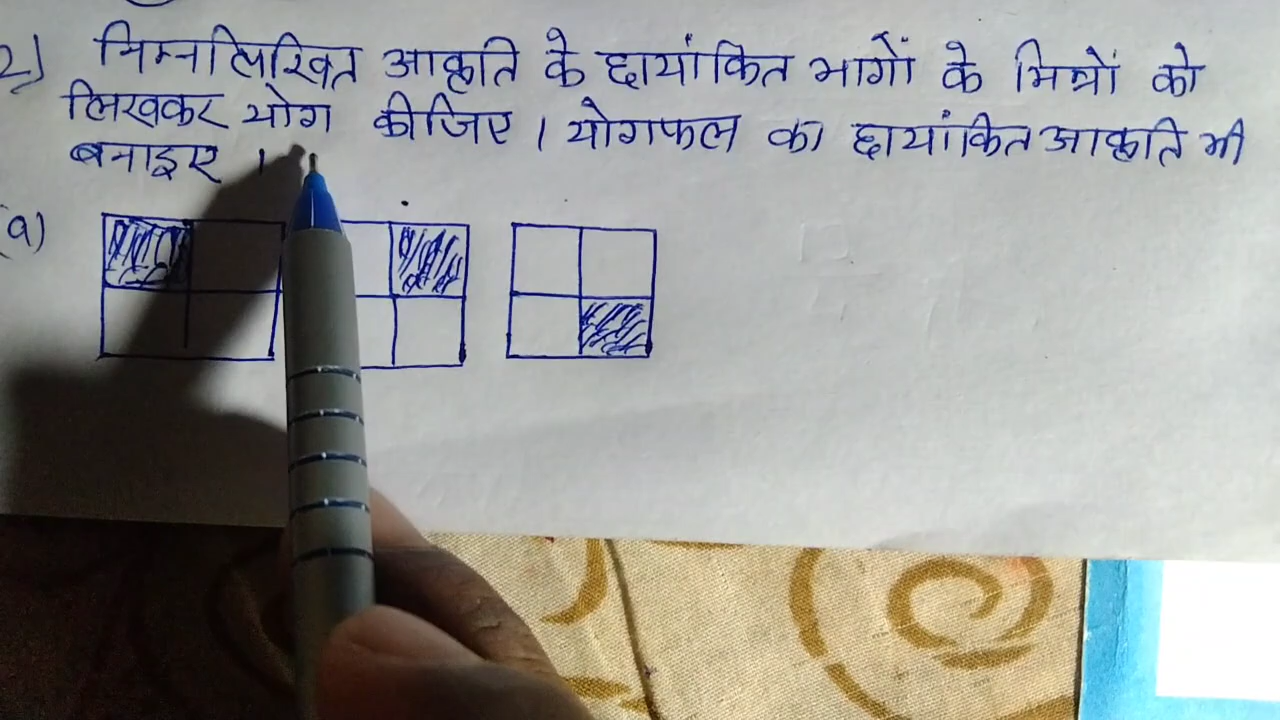 2) निम्नलिखित आकृति के छायांकित भागों के भिन्नों को
लिखकर योग कीजिए । योगफल का छायांकित आकृति भी
बनाइए ।
(a)